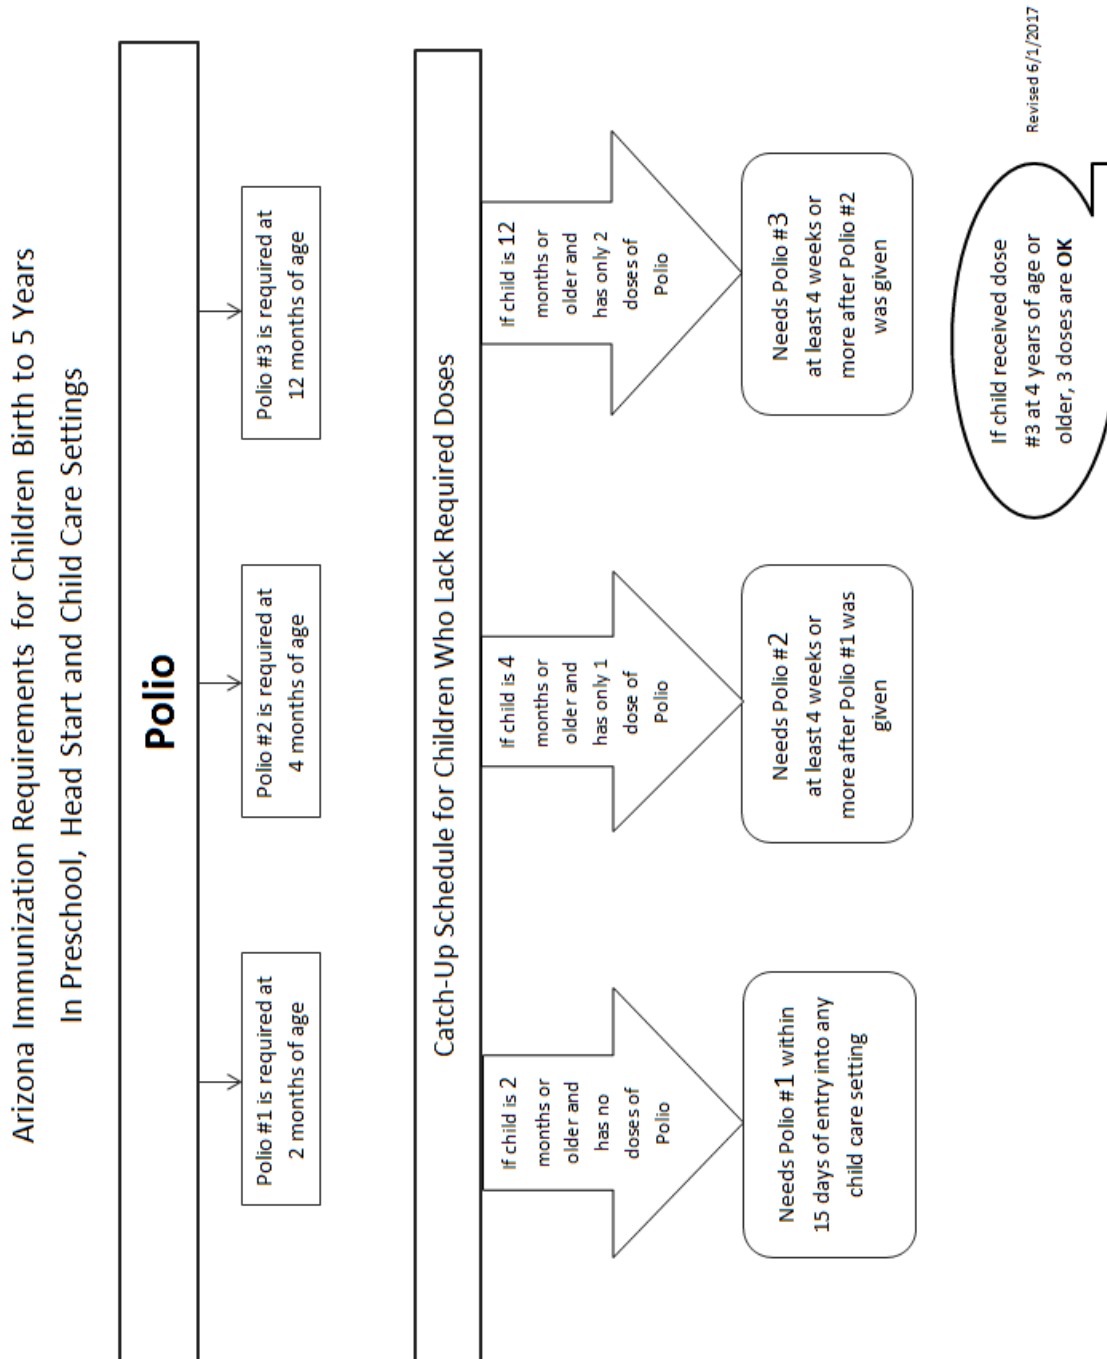 Arizona Immunization Requirements for Children Birth to 5 Years
In Preschool, Head Start and Child Care Settings
Polio
Polio #1 is required at
2 months of age
Polio #2 is required at
4 months of age
Polio #3 is required at
12 months of age
Catch-Up Schedule for Children Who Lack Required Doses
If child is 2
months or
older and
has no
doses of
Polio
If child is 4
months or
older and
has only 1
dose of
Polio
If child is 12
months or
older and
has only 2
doses of
Polio
Needs Polio #1 within
15 days of entry into any
child care setting
Needs Polio #2
at least 4 weeks or
more after Polio #1 was
given
Needs Polio #3
at least 4 weeks or
more after Polio #2
was given
If child received dose
#3 at 4 years of age or
older, 3 doses are OK
Revised 6/1/2017